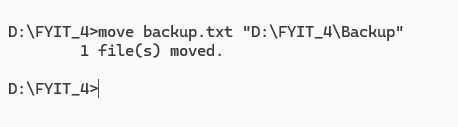 D:\FYIT_4>move backup.txt "D:\FYIT_4\Backup"
        1 file(s) moved.
D:\FYIT_4>